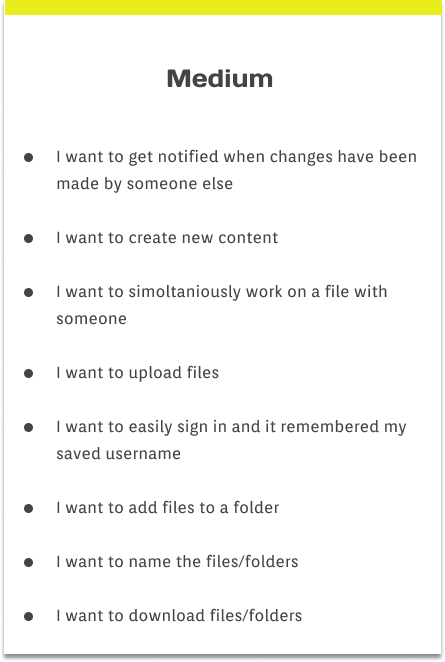 Medium
I want to get notified when changes have been
made by someone else
I want to create new content
I want to simoltaniously work on a file with
someone
I want to upload files
I want to easily sign in and it remembered my
saved username
I want to add files to a folder
I want to name the files/folders
I want to download files/folders